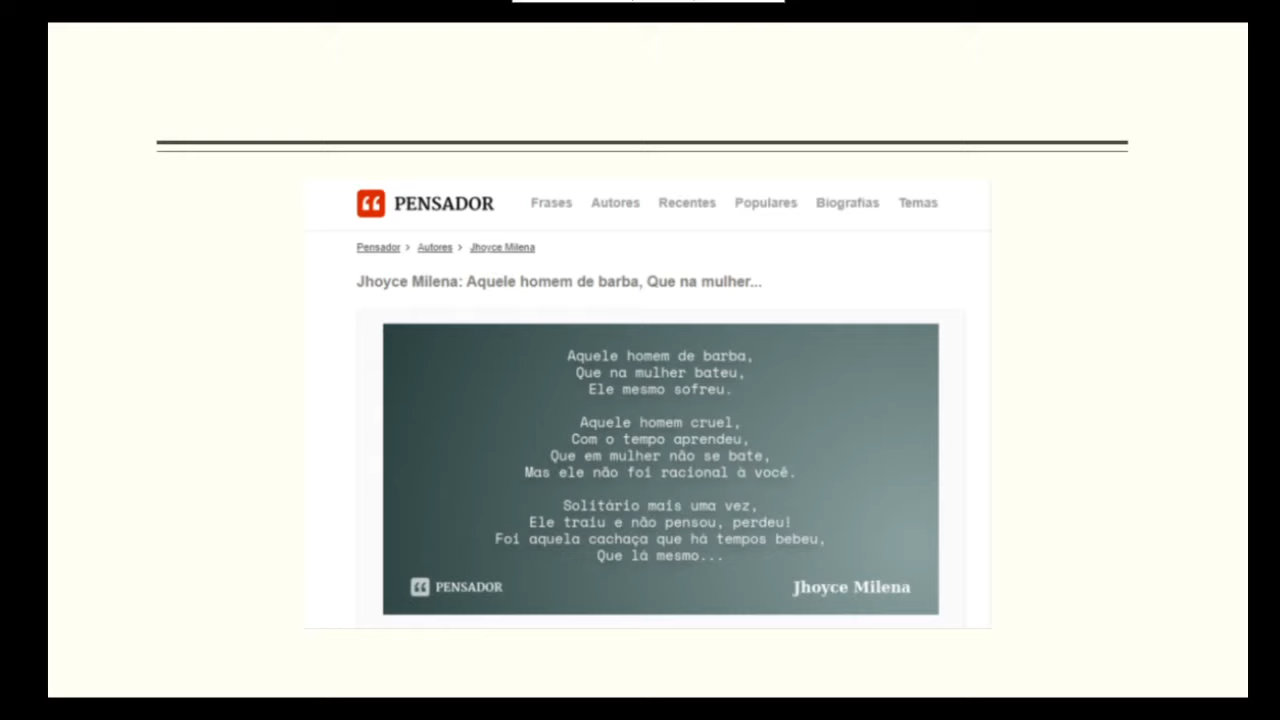 PENSADOR Frases Autores Recentes Populares Biografias Temas
Pensador > Autores > Jhoyce Milena
Jhoyce Milena: Aquele homem de barba, Que na mulher...
Aquele homem de barba,
Que na mulher bateu,
Ele mesmo sofreu.
Aquele homem cruel,
Com o tempo aprendeu,
Que em mulher não se bate,
Mas ele não foi racional à você.
Solitário mais uma vez,
Ele traiu e não pensou, perdeu!
Foi aquela cachaça que há tempos bebeu,
Que lá mesmo...
PENSADOR Jhoyce Milena